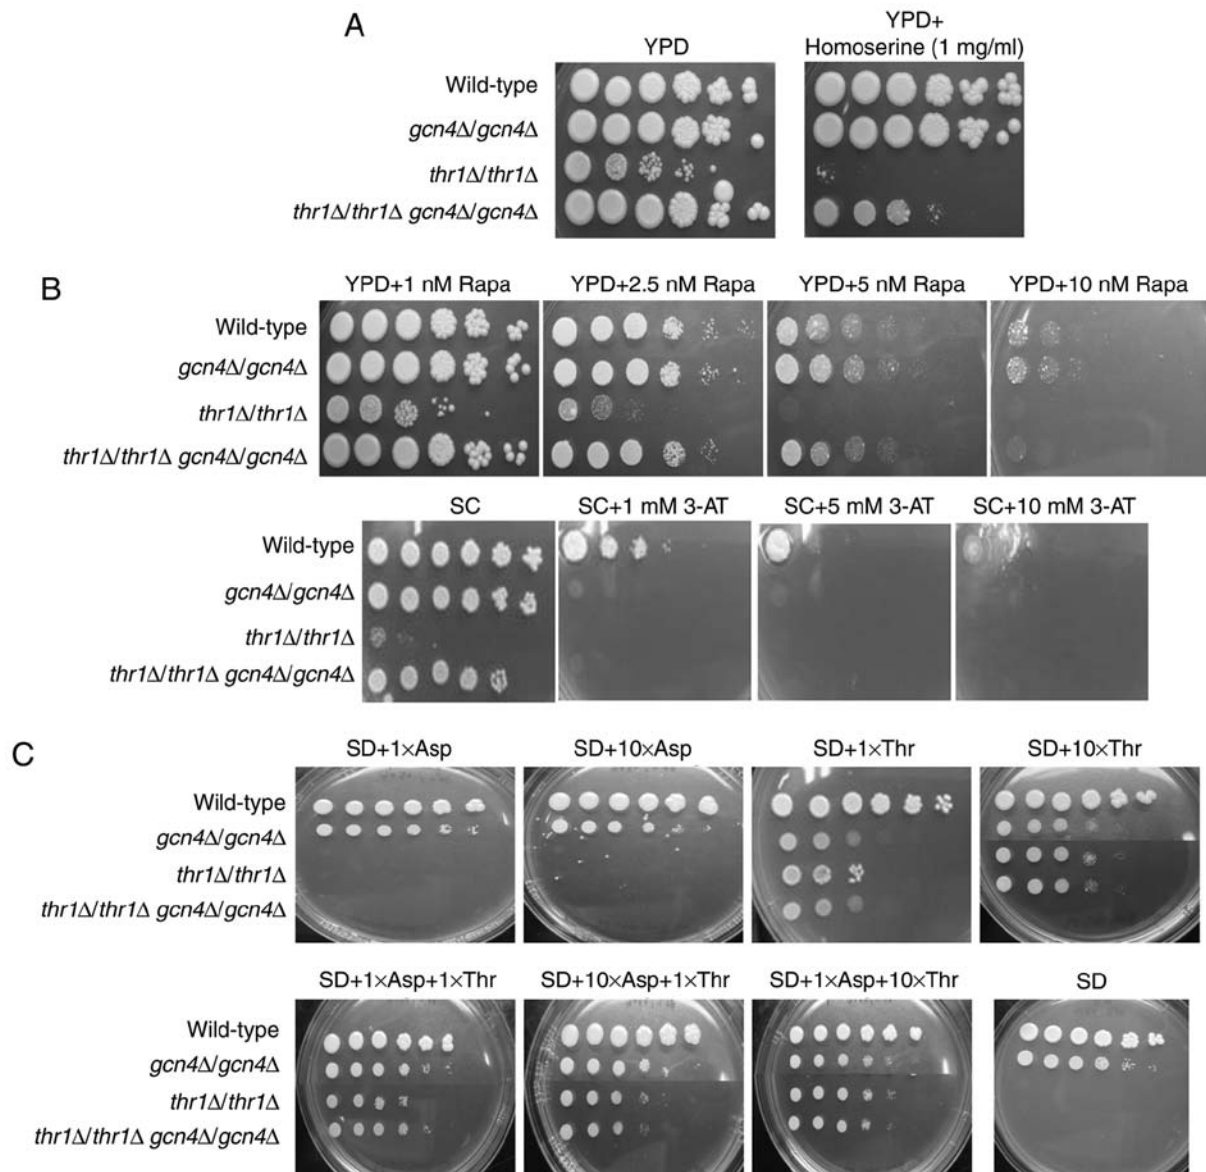 A
YPD
YPD+
Homoserine (1 mg/ml)
Wild-type
gcn4Δ/gcn4Δ
thr1Δ/thr1Δ
thr1Δ/thr1Δ gcn4Δ/gcn4Δ
B
YPD+1 nM Rapa
YPD+2.5 nM Rapa
YPD+5 nM Rapa
YPD+10 nM Rapa
Wild-type
gcn4Δ/gcn4Δ
thr1Δ/thr1Δ
thr1Δ/thr1Δ gcn4Δ/gcn4Δ
SC
SC+1 mM 3-AT
SC+5 mM 3-AT
SC+10 mM 3-AT
Wild-type
gcn4Δ/gcn4Δ
thr1Δ/thr1Δ
thr1Δ/thr1Δ gcn4Δ/gcn4Δ
C
SD+1×Asp
SD+10×Asp
SD+1×Thr
SD+10×Thr
Wild-type
gcn4Δ/gcn4Δ
thr1Δ/thr1Δ
thr1Δ/thr1Δ gcn4Δ/gcn4Δ
SD+1×Asp+1×Thr
SD+10×Asp+1×Thr
SD+1×Asp+10×Thr
SD
Wild-type
gcn4Δ/gcn4Δ
thr1Δ/thr1Δ
thr1Δ/thr1Δ gcn4Δ/gcn4Δ